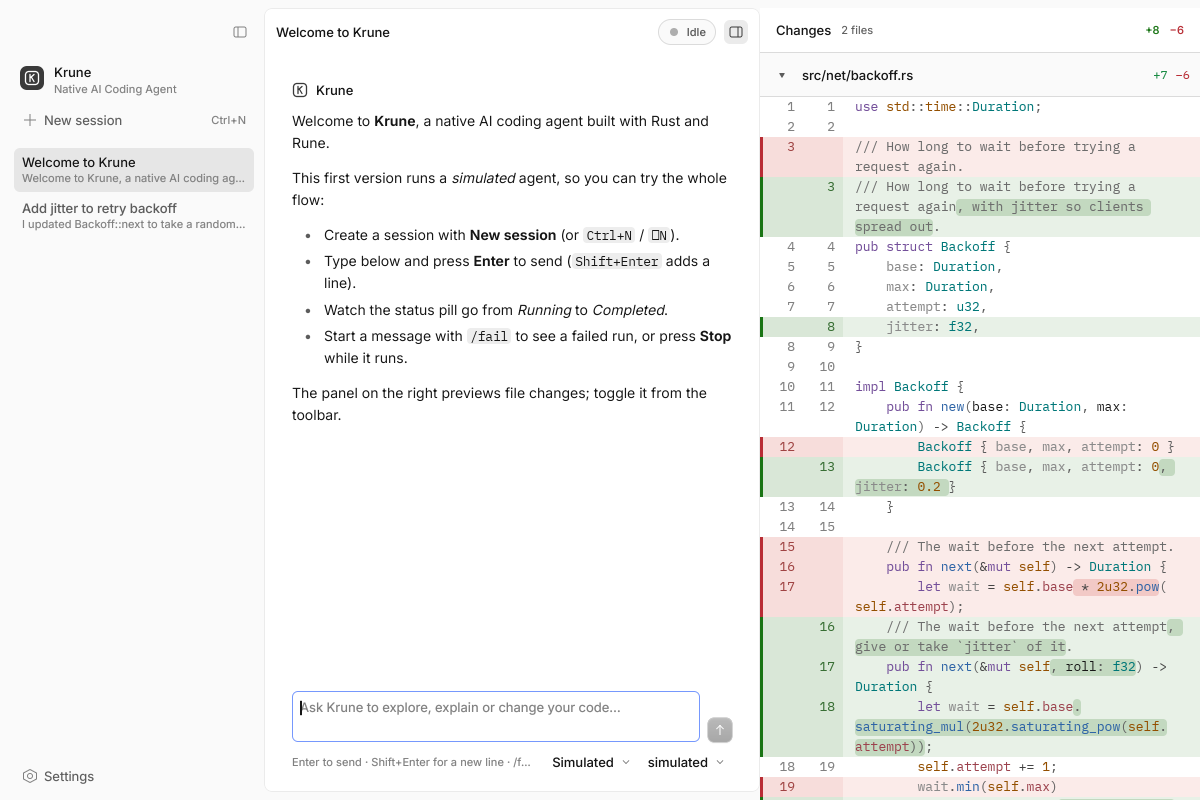 Krune
Native AI Coding Agent
New session Ctrl+N
Welcome to Krune
Welcome to Krune, a native AI coding ag...
Add jitter to retry backoff
I updated Backoff::next to take a random...
Settings
Welcome to Krune
Idle
Krune
Welcome to Krune, a native AI coding agent built with Rust and
Rune.
This first version runs a simulated agent, so you can try the whole
flow:
• Create a session with New session (or Ctrl+N / N).
• Type below and press Enter to send ( Shift+Enter adds a
line).
• Watch the status pill go from Running to Completed.
• Start a message with /fail to see a failed run, or press Stop
while it runs.
The panel on the right previews file changes; toggle it from the
toolbar.
Ask Krune to explore, explain or change your code...
Enter to send · Shift+Enter for a new line · /f...
Simulated
simulated
Changes 2 files +8 −6
src/net/backoff.rs +7 −6
1 1 use std::time::Duration;
2 2
3 /// How long to wait before trying a
request again.
3 /// How long to wait before trying a
request again, with jitter so clients
spread out.
4 4 pub struct Backoff {
5 5 base: Duration,
6 6 max: Duration,
7 7 attempt: u32,
8 jitter: f32,
8 9 }
9 10
10 11 impl Backoff {
11 12 pub fn new(base: Duration, max:
Duration) -> Backoff {
12 Backoff { base, max, attempt: 0 }
13 Backoff { base, max, attempt: 0,
jitter: 0.2 }
13 14 }
14 15
15 /// The wait before the next attempt.
16 pub fn next(&mut self) -> Duration {
17 let wait = self.base * 2u32.pow(
self.attempt);
16 /// The wait before the next attempt,
give or take `jitter` of it.
17 pub fn next(&mut self, roll: f32) ->
Duration {
18 let wait = self.base.
saturating_mul(2u32.saturating_pow(self.
attempt));
18 19 self.attempt += 1;
19 wait.min(self.max)